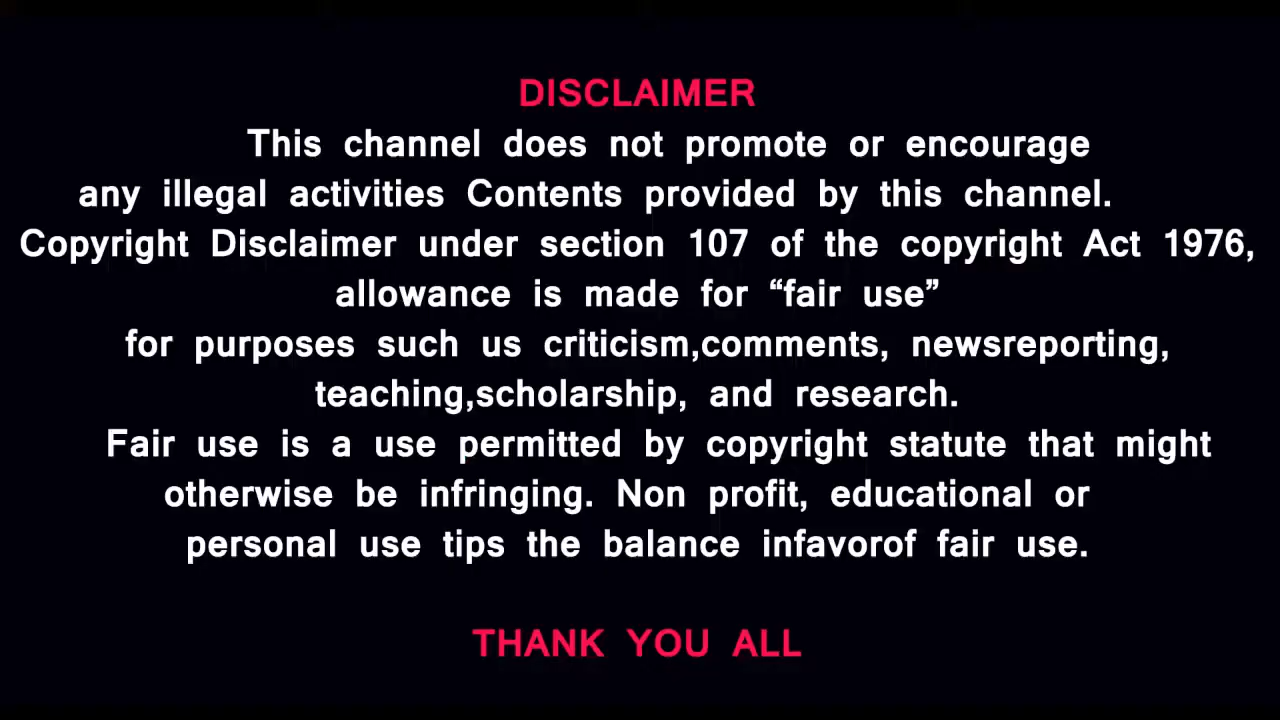 DISCLAIMER
This channel does not promote or encourage
any illegal activities Contents provided by this channel.
Copyright Disclaimer under section 107 of the copyright Act 1976,
allowance is made for “fair use”
for purposes such us criticism,comments, newsreporting,
teaching,scholarship, and research.
Fair use is a use permitted by copyright statute that might
otherwise be infringing. Non profit, educational or
personal use tips the balance infavorof fair use.
THANK YOU ALL